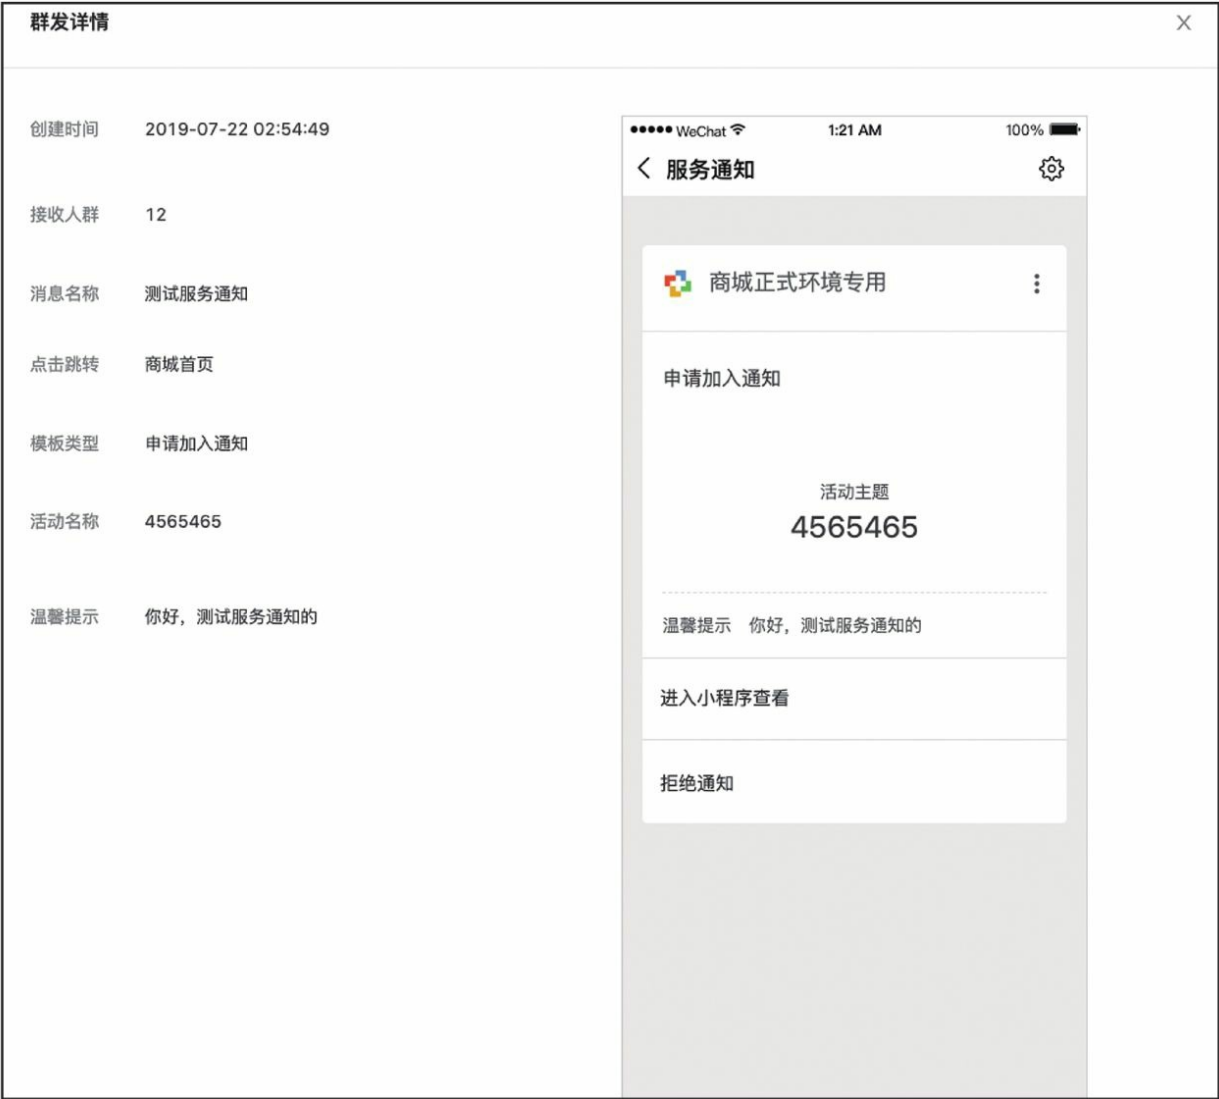 群发详情
X
创建时间 2019-07-22 02:54:49
接收人群 12
消息名称 测试服务通知
点击跳转 商城首页
模板类型 申请加入通知
活动名称 4565465
温馨提示 你好，测试服务通知的
WeChat 1:21 AM 100%
服务通知
商城正式环境专用
申请加入通知
活动主题
4565465
温馨提示 你好，测试服务通知的
进入小程序查看
拒绝通知